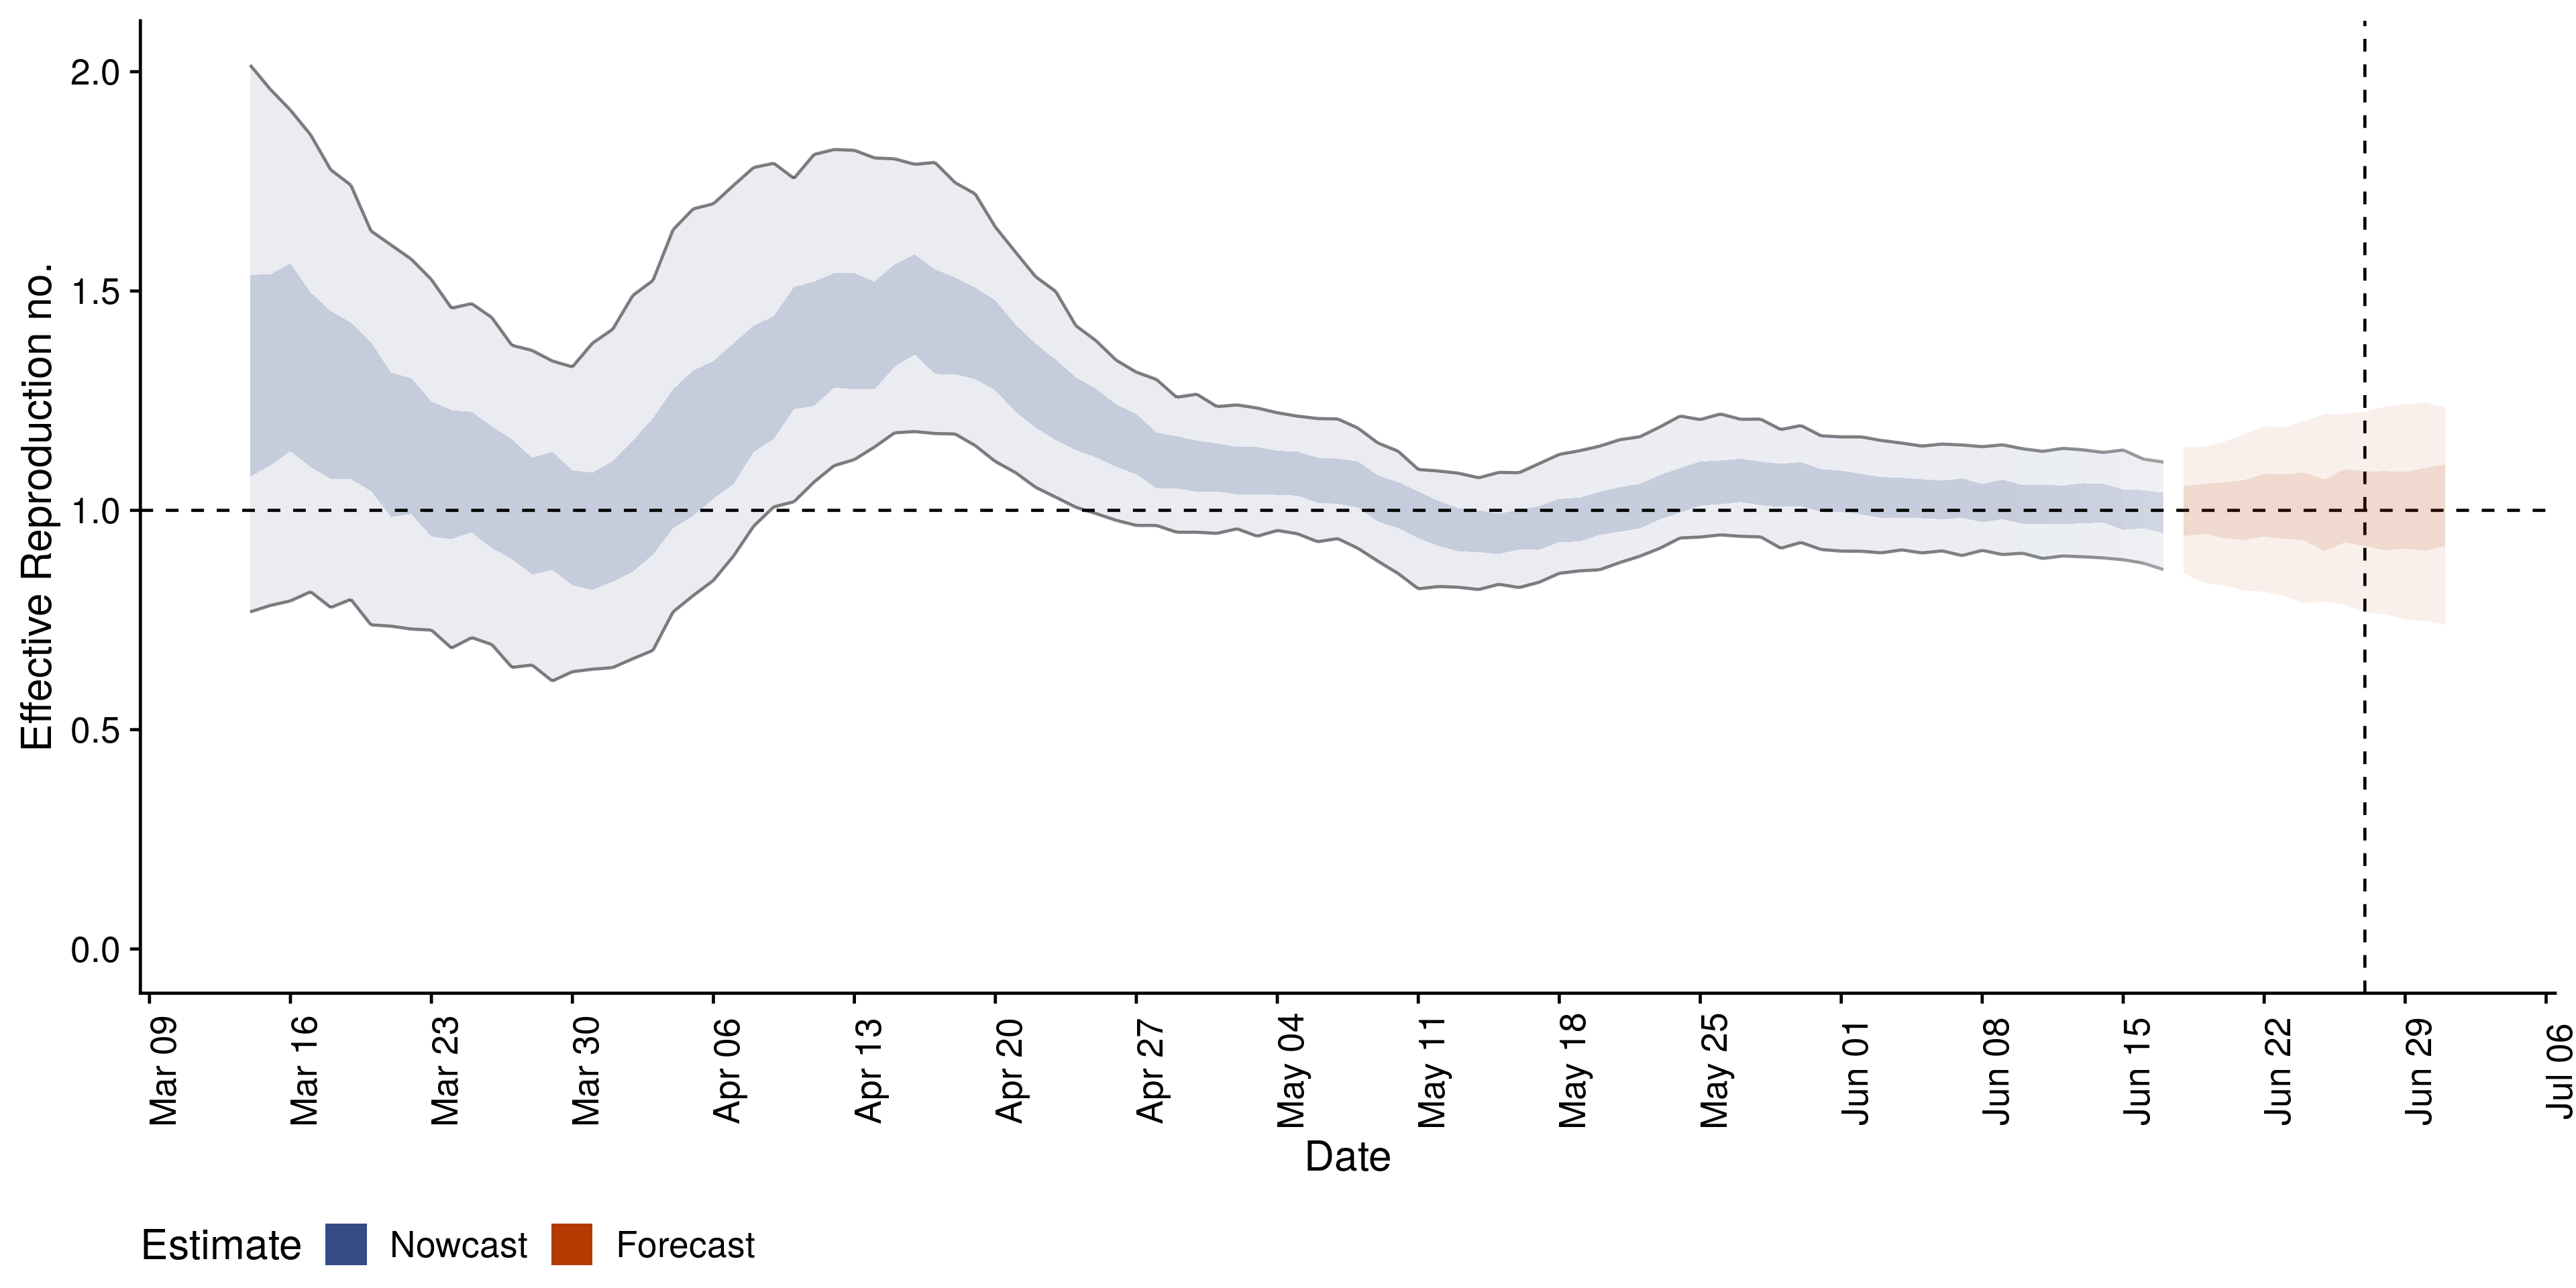 Effective Reproduction no.
2.0
1.5
1.0
0.5
0.0
Mar 09
Mar 16
Mar 23
Mar 30
Apr 06
Apr 13
Apr 20
Apr 27
May 04
May 11
May 18
May 25
Jun 01
Jun 08
Jun 15
Jun 22
Jun 29
Jul 06
Date
Estimate Nowcast Forecast